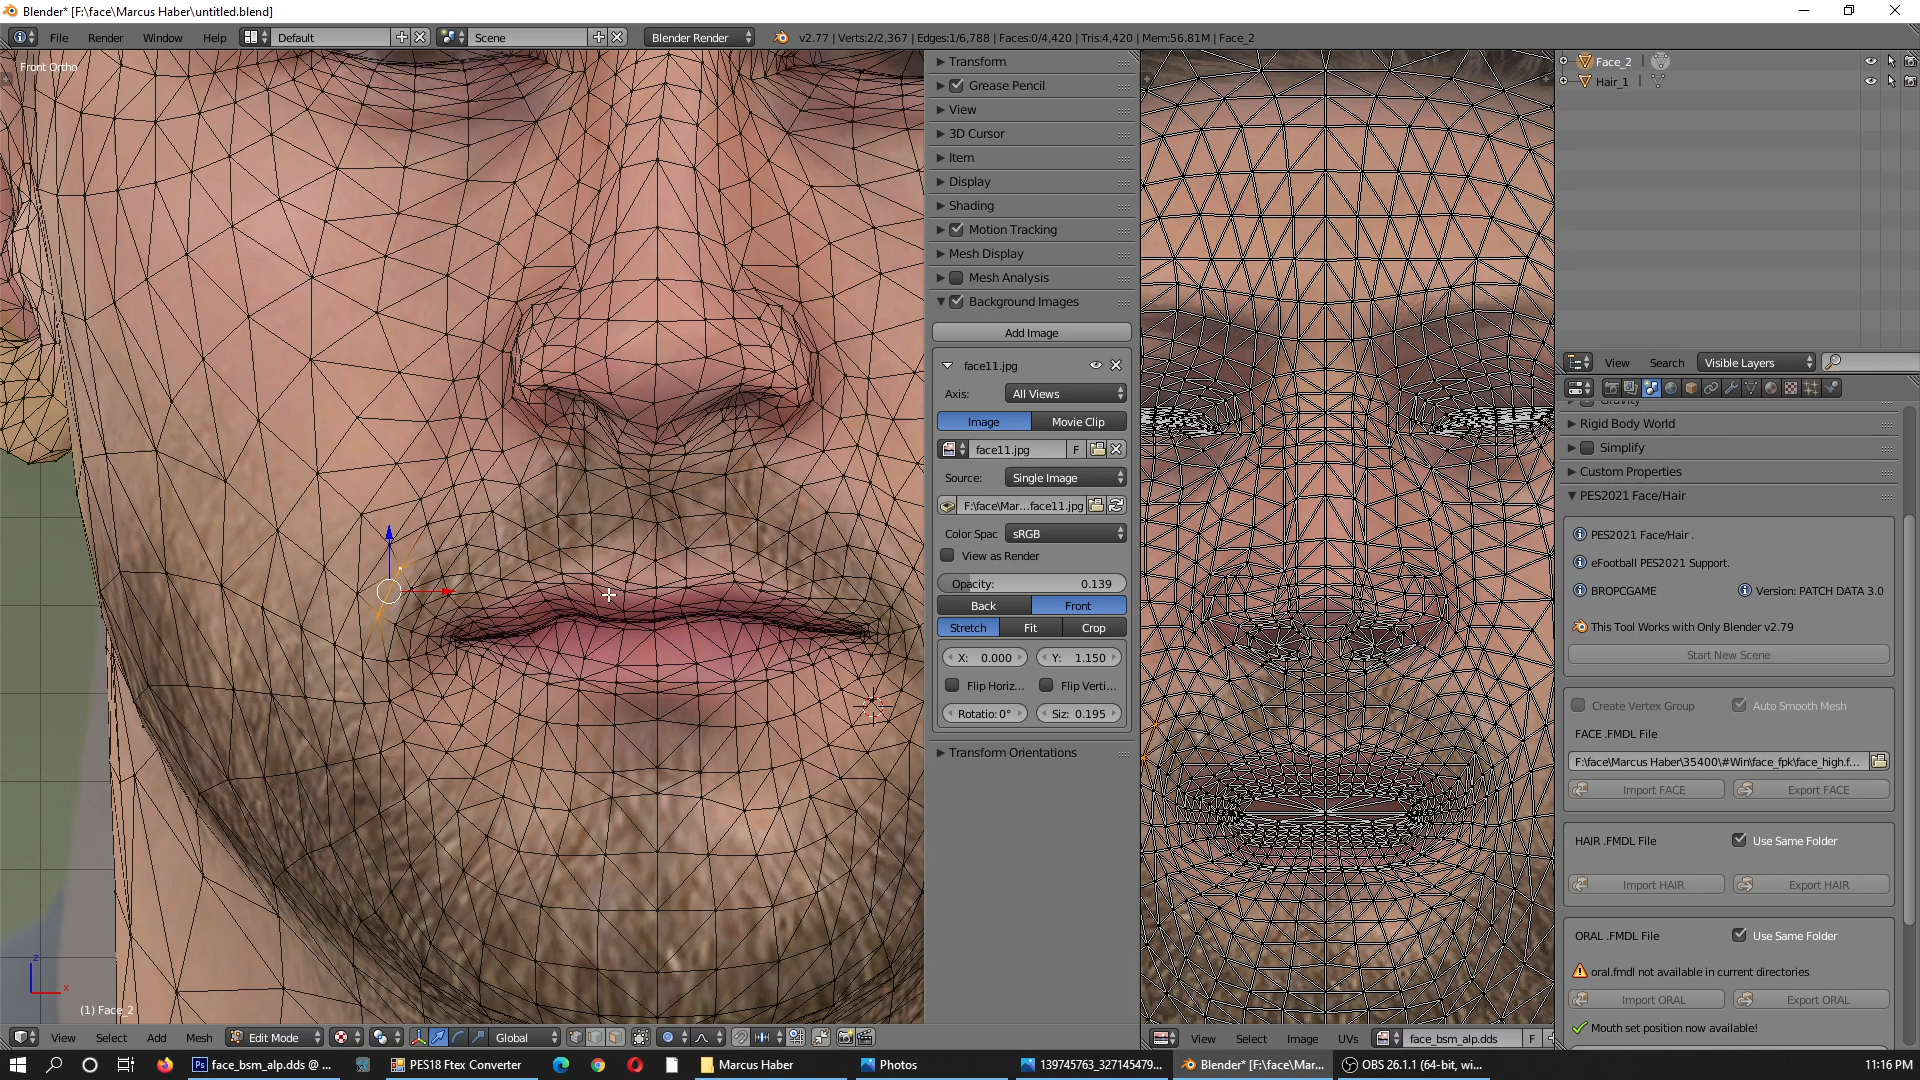 Blender* [F:\face\Marcus Haber\untitled.blend]
File Render Window Help Default Scene Blender Render v2.77 | Verts:2/2,367 | Edges:1/6,788 | Faces:0/4,420 | Tris:4,420 | Mem:56.81M | Face_2
Front Ortho
(1) Face_2
z
x
Transform
Grease Pencil
View
3D Cursor
Item
Display
Shading
Motion Tracking
Mesh Display
Mesh Analysis
Background Images
Add Image
face11.jpg
Axis: All Views
Image Movie Clip
face11.jpg F
Source: Single Image
F:\face\Mar...face11.jpg
Color Spac sRGB
View as Render
Opacity: 0.139
Back Front
Stretch Fit Crop
X: 0.000 Y: 1.150
Flip Horiz... Flip Verti...
Rotatio: 0° Siz: 0.195
Transform Orientations
Face_2
Hair_1
View Search Visible Layers
Rigid Body World
Simplify
Custom Properties
PES2021 Face/Hair
PES2021 Face/Hair .
eFootball PES2021 Support.
BROPCGAME Version: PATCH DATA 3.0
This Tool Works with Only Blender v2.79
Start New Scene
Create Vertex Group Auto Smooth Mesh
FACE .FMDL File
F:\face\Marcus Haber\35400\#Win\face_fpk\face_high.f...
Import FACE Export FACE
HAIR .FMDL File Use Same Folder
Import HAIR Export HAIR
ORAL .FMDL File Use Same Folder
oral.fmdl not available in current directories
Import ORAL Export ORAL
Mouth set position now available!
View Select Add Mesh Edit Mode Global
View Select Image UVs face_bsm_alp.dds F
Ps face_bsm_alp.dds @ ... PES18 Ftex Converter Marcus Haber Photos 139745763_327145479... Blender* [F:\face\Mar... OBS 26.1.1 (64-bit, wi... 11:16 PM